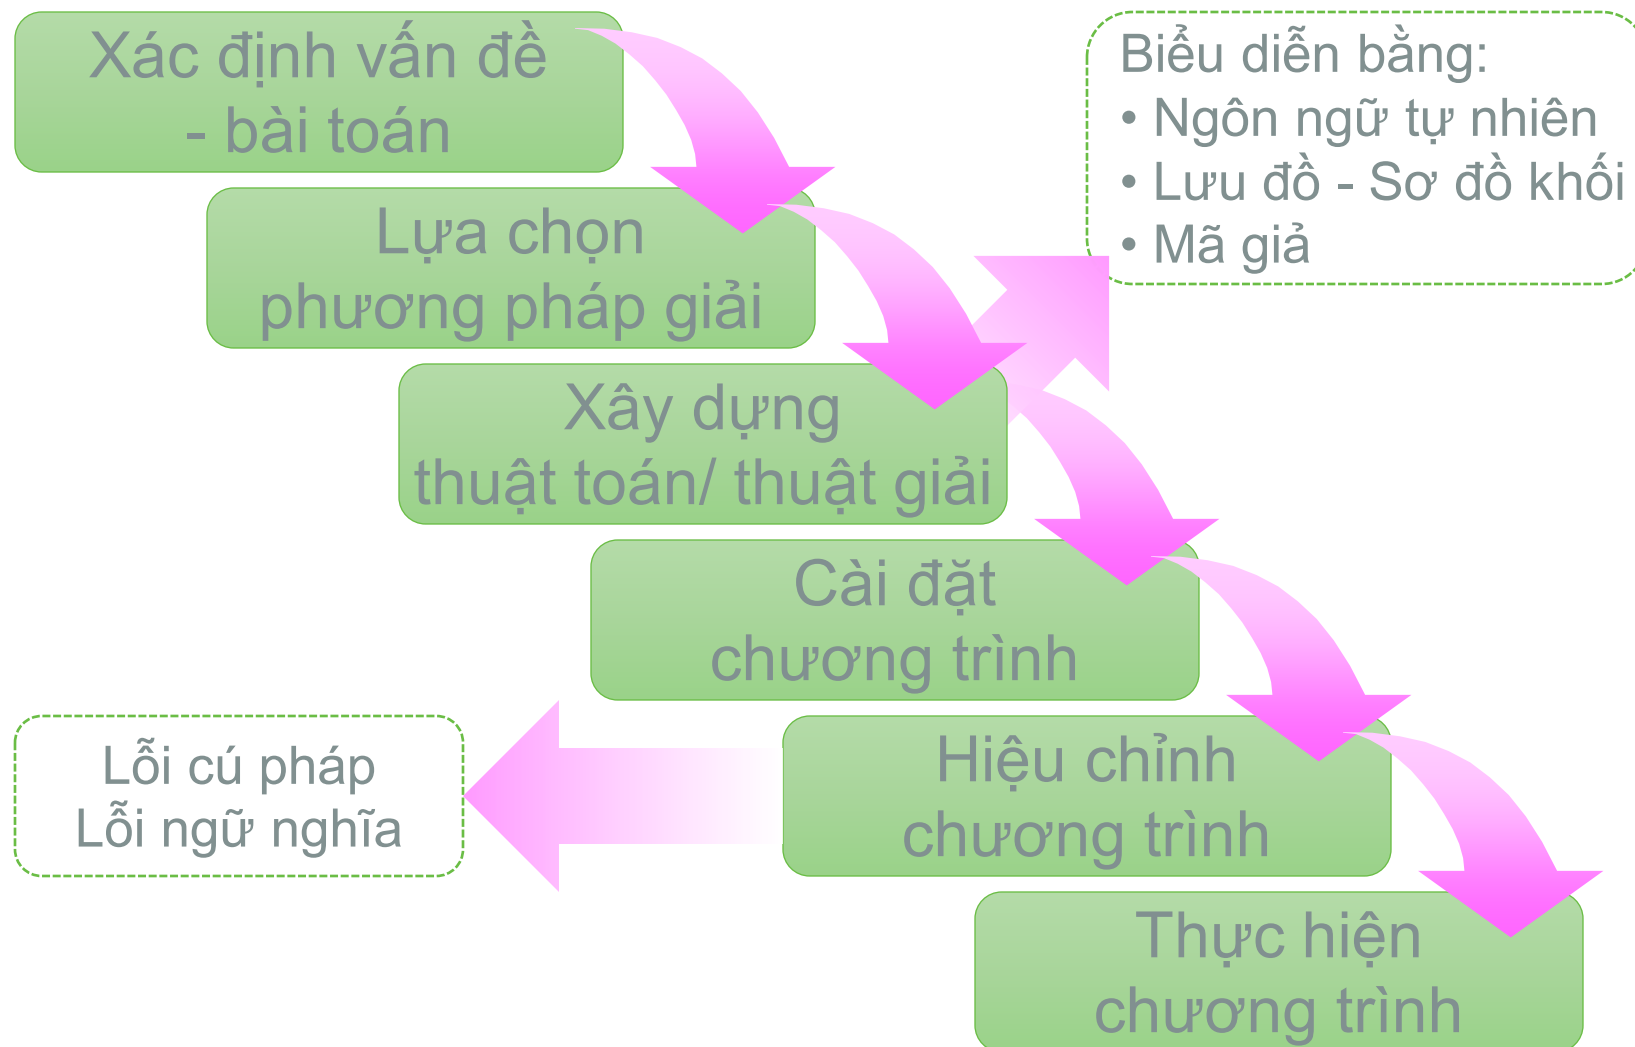 Xác định vấn đề
- bài toán
Biểu diễn bằng:
• Ngôn ngữ tự nhiên
• Lưu đồ - Sơ đồ khối
• Mã giả
Lựa chọn
phương pháp giải
Xây dựng
thuật toán/ thuật giải
Cài đặt
chương trình
Lỗi cú pháp
Lỗi ngữ nghĩa
Hiệu chỉnh
chương trình
Thực hiện
chương trình